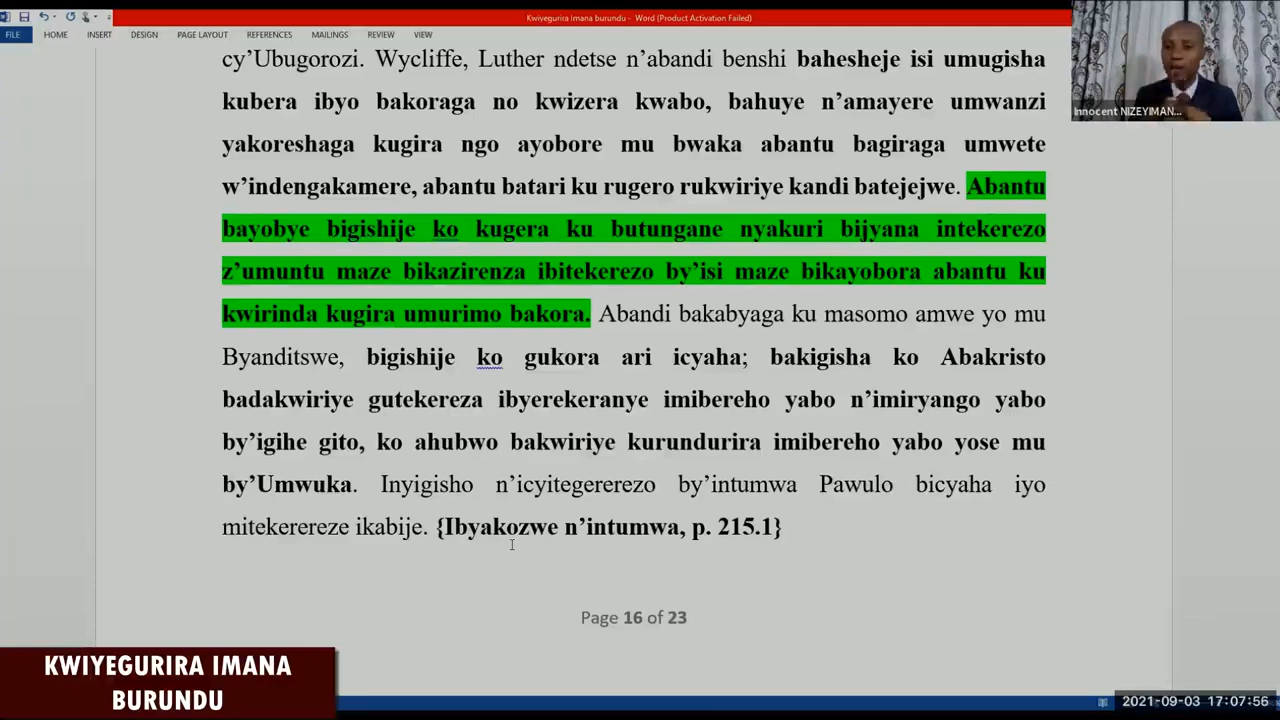 Kwiyegurira Imana burundu - Word (Product Activation Failed)
FILE HOME INSERT DESIGN PAGE LAYOUT REFERENCES MAILINGS REVIEW VIEW
cy’Ubugorozi. Wycliffe, Luther ndetse n’abandi benshi bahesheje isi umugisha
kubera ibyo bakoraga no kwizera kwabo, bahuye n’amayere umwanzi
yakoreshaga kugira ngo ayobore mu bwaka abantu bagiraga umwete
w’indengakamere, abantu batari ku rugero rukwiriye kandi batejejwe. Abantu
bayobye bigishije ko kugera ku butungane nyakuri bijyana intekerezo
z’umuntu maze bikazirenza ibitekerezo by’isi maze bikayobora abantu ku
kwirinda kugira umurimo bakora. Abandi bakabyaga ku masomo amwe yo mu
Byanditswe, bigishije ko gukora ari icyaha; bakigisha ko Abakristo
badakwiriye gutekereza ibyerekeranye imibereho yabo n’imiryango yabo
by’igihe gito, ko ahubwo bakwiriye kurundurira imibereho yabo yose mu
by’Umwuka. Inyigisho n’icyitegererezo by’intumwa Pawulo bicyaha iyo
mitekerereze ikabije. {Ibyakozwe n’intumwa, p. 215.1}
Page 16 of 23
Innocent NIZEYIMAN...
KWIYEGURIRA IMANA
BURUNDU
2021-09-03 17:07:56